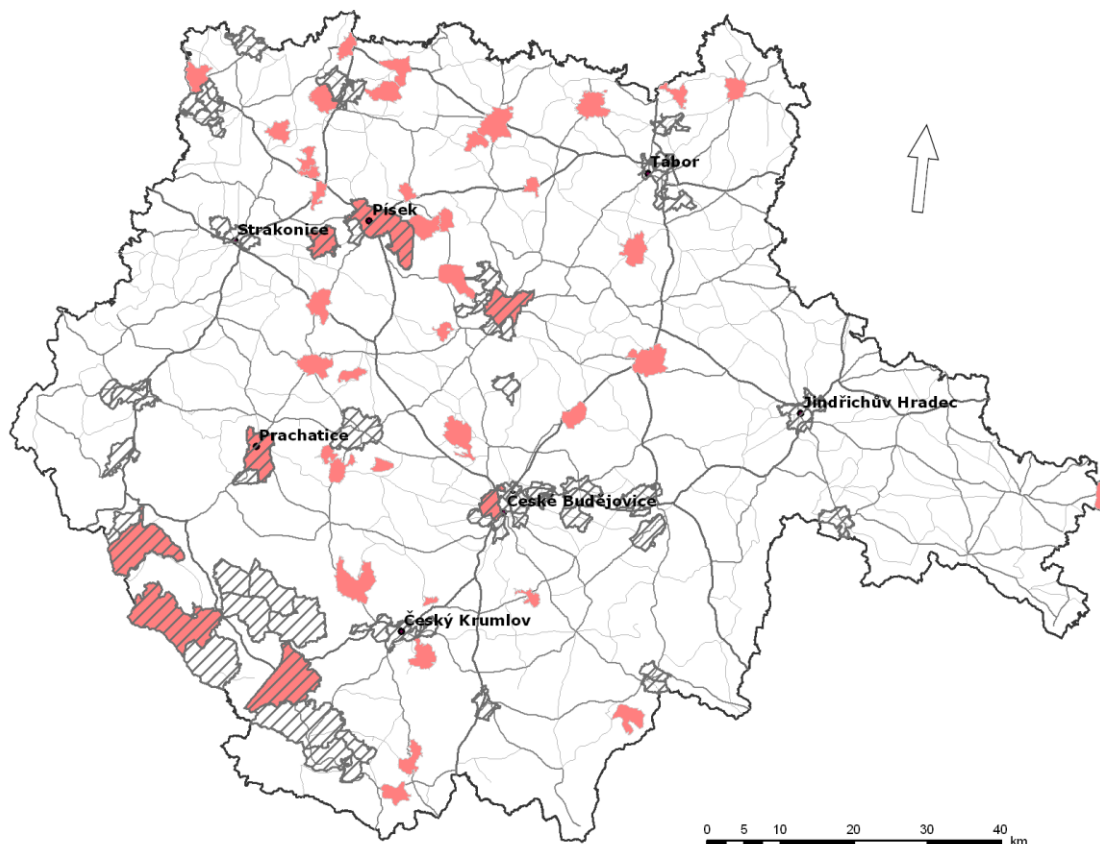 Tábor
Písek
Strakonice
Jindřichův Hradec
Prachatice
České Budějovice
Český Krumlov
0 5 10 20 30 40
km